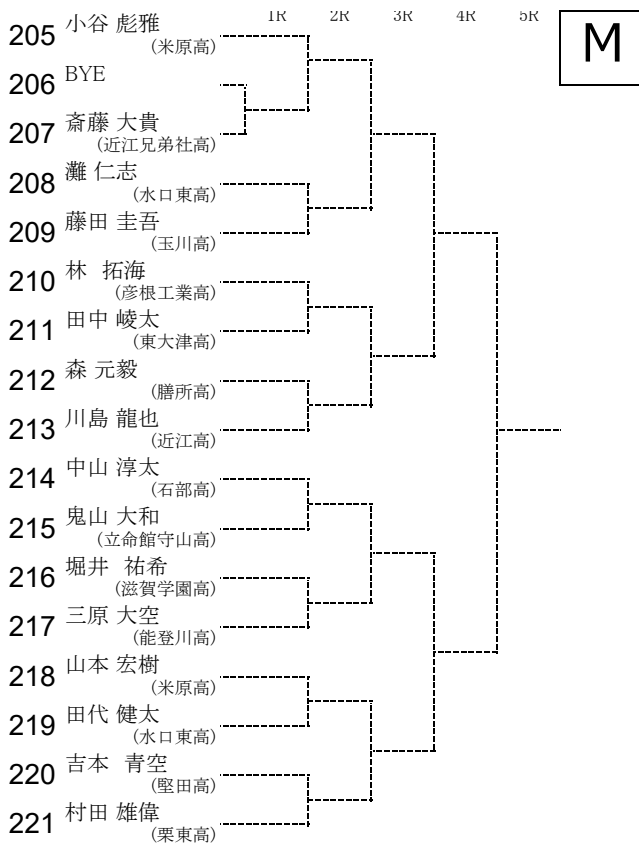 1R 2R 3R 4R 5R
M
205 小谷 彪雅
(米原高)
206 BYE
207 斎藤 大貴
(近江兄弟社高)
208 灘 仁志
(水口東高)
209 藤田 圭吾
(玉川高)
210 林 拓海
(彦根工業高)
211 田中 崚太
(東大津高)
212 森 元毅
(膳所高)
213 川島 龍也
(近江高)
214 中山 淳太
(石部高)
215 鬼山 大和
(立命館守山高)
216 堀井 祐希
(滋賀学園高)
217 三原 大空
(能登川高)
218 山本 宏樹
(米原高)
219 田代 健太
(水口東高)
220 吉本 青空
(堅田高)
221 村田 雄偉
(栗東高)